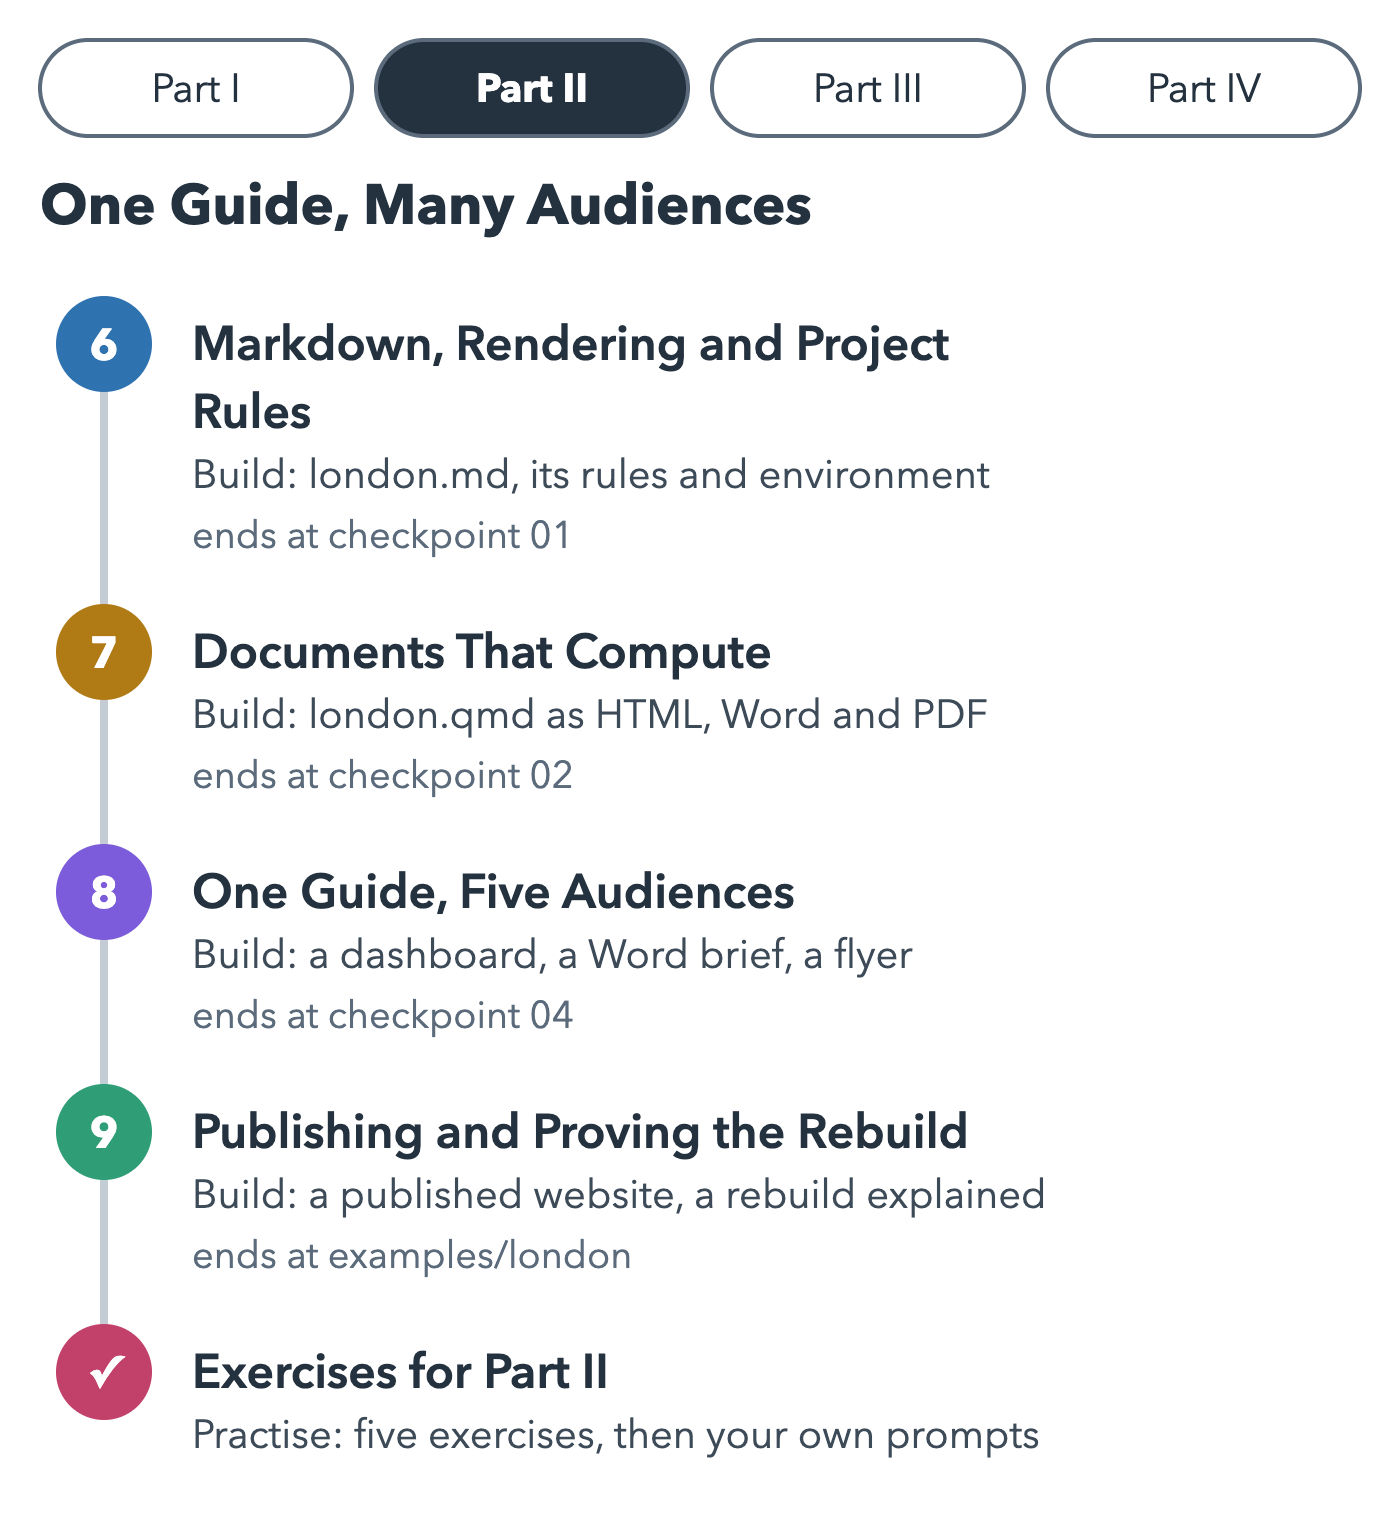 Part I
Part II
Part III
Part IV
One Guide, Many Audiences
6
Markdown, Rendering and Project
Rules
Build: london.md, its rules and environment
ends at checkpoint 01
7
Documents That Compute
Build: london.qmd as HTML, Word and PDF
ends at checkpoint 02
8
One Guide, Five Audiences
Build: a dashboard, a Word brief, a flyer
ends at checkpoint 04
9
Publishing and Proving the Rebuild
Build: a published website, a rebuild explained
ends at examples/london
✓
Exercises for Part II
Practise: five exercises, then your own prompts